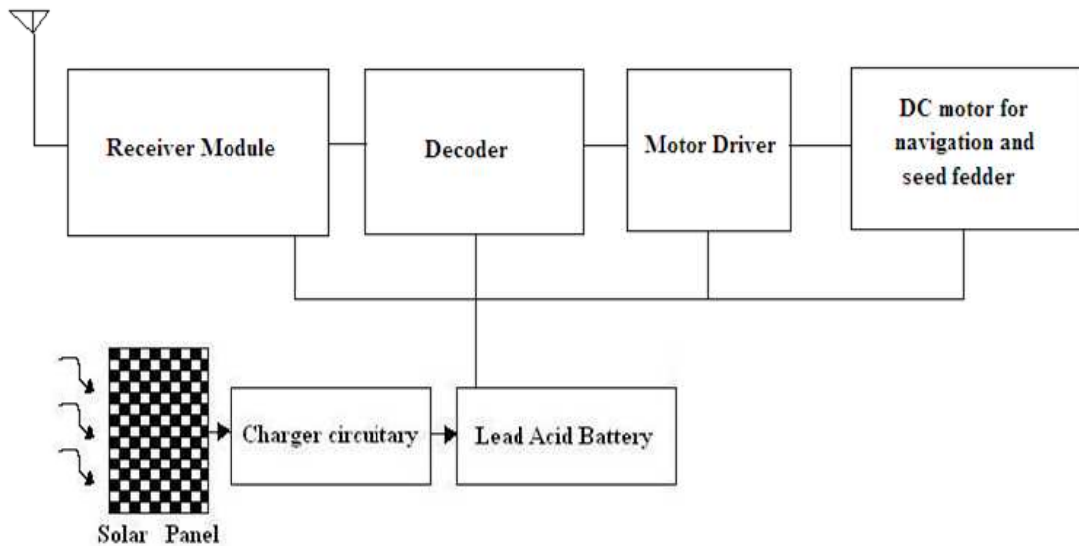 Receiver Module
Decoder
Motor Driver
DC motor for
navigation and
seed fedder
Charger circuitary
Lead Acid Battery
Solar Panel